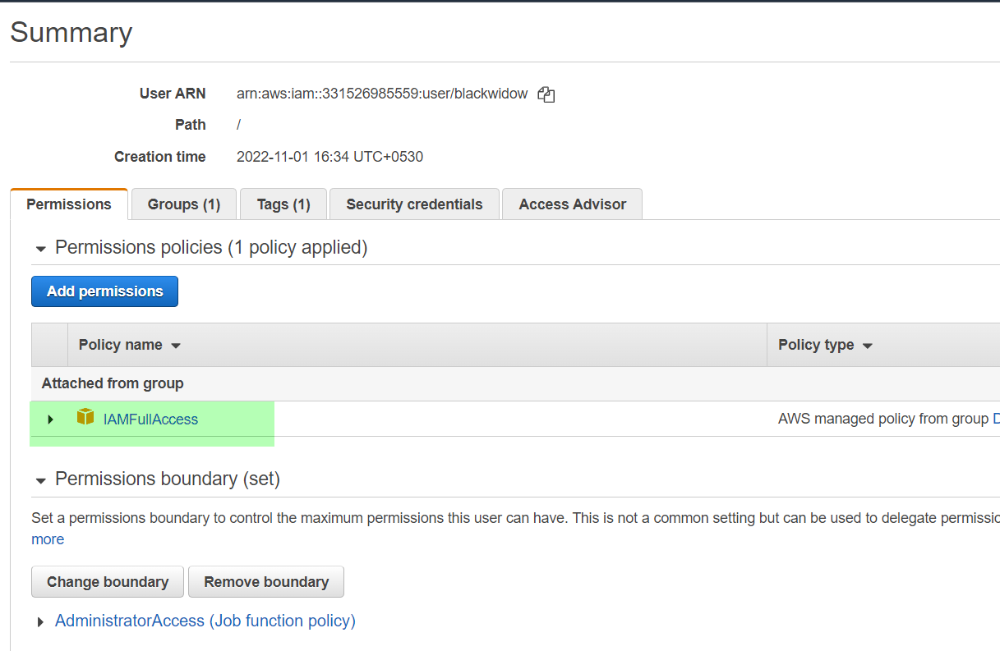 Summary
User ARN arn:aws:iam::331526985559:user/blackwidow
Path /
Creation time 2022-11-01 16:34 UTC+0530
Permissions Groups (1) Tags (1) Security credentials Access Advisor
Permissions policies (1 policy applied)
Add permissions
Policy name Policy type
Attached from group
IAMFullAccess AWS managed policy from group D
Permissions boundary (set)
Set a permissions boundary to control the maximum permissions this user can have. This is not a common setting but can be used to delegate permissio
more
Change boundary Remove boundary
AdministratorAccess (Job function policy)